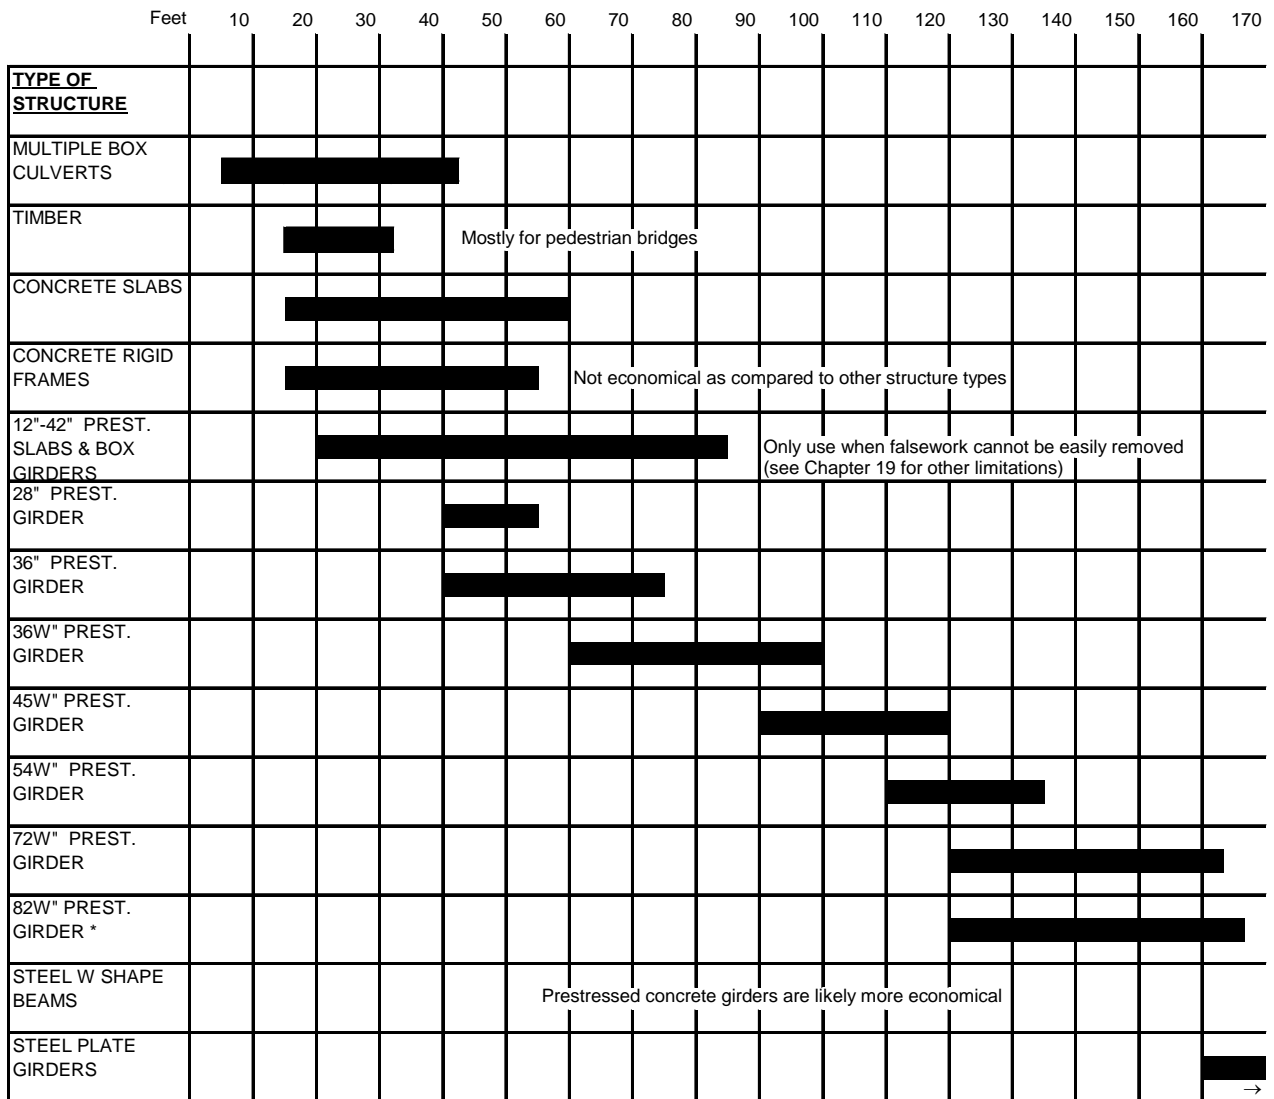 Feet 10 20 30 40 50 60 70 80 90 100 110 120 130 140 150 160 170
TYPE OF
STRUCTURE
MULTIPLE BOX
CULVERTS
TIMBER
Mostly for pedestrian bridges
CONCRETE SLABS
CONCRETE RIGID
FRAMES
Not economical as compared to other structure types
12"-42" PREST.
SLABS & BOX
GIRDERS
Only use when falsework cannot be easily removed
(see Chapter 19 for other limitations)
28" PREST.
GIRDER
36" PREST.
GIRDER
36W" PREST.
GIRDER
45W" PREST.
GIRDER
54W" PREST.
GIRDER
72W" PREST.
GIRDER
82W" PREST.
GIRDER *
STEEL W SHAPE
BEAMS
Prestressed concrete girders are likely more economical
STEEL PLATE
GIRDERS
→